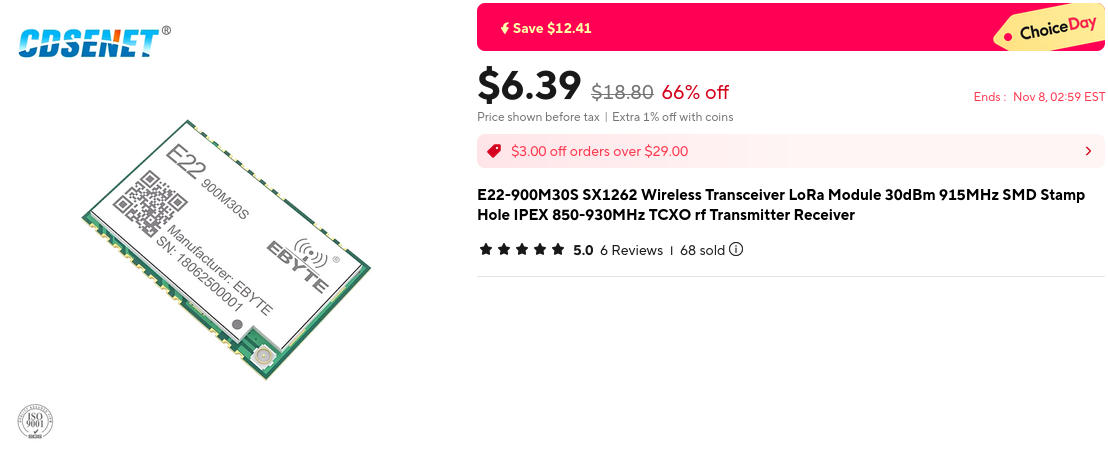 CDSENET®
E22 900M30S
Manufacturer: EBYTE
SN: 18062500001
EBYTE ®
ISO
9001
Save $12.41
ChoiceDay
$6.39 $18.80 66% off
Ends : Nov 8, 02:59 EST
Price shown before tax | Extra 1% off with coins
$3.00 off orders over $29.00
E22-900M30S SX1262 Wireless Transceiver LoRa Module 30dBm 915MHz SMD Stamp
Hole IPEX 850-930MHz TCXO rf Transmitter Receiver
5.0 6 Reviews | 68 sold